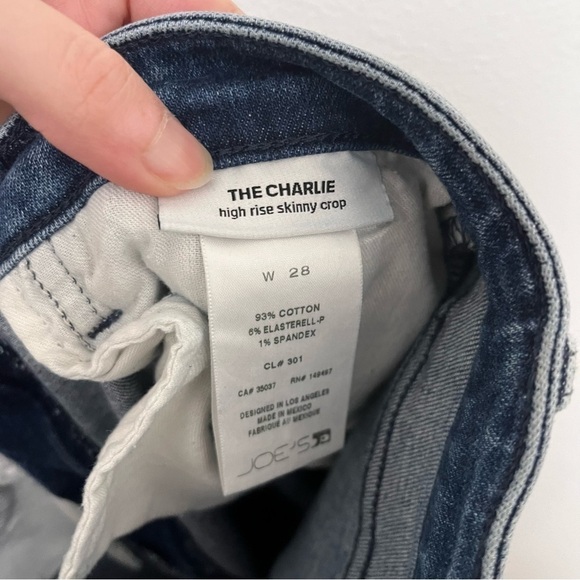 THE CHARLIE
high rise skinny crop
W 28
93% COTTON
6% ELASTERELL-P
1% SPANDEX
CL# 301
CA# 35037 RN# 149497
DESIGNED IN LOS ANGELES
MADE IN MEXICO
FABRIQUE AU MEXIQUE
JOE'S